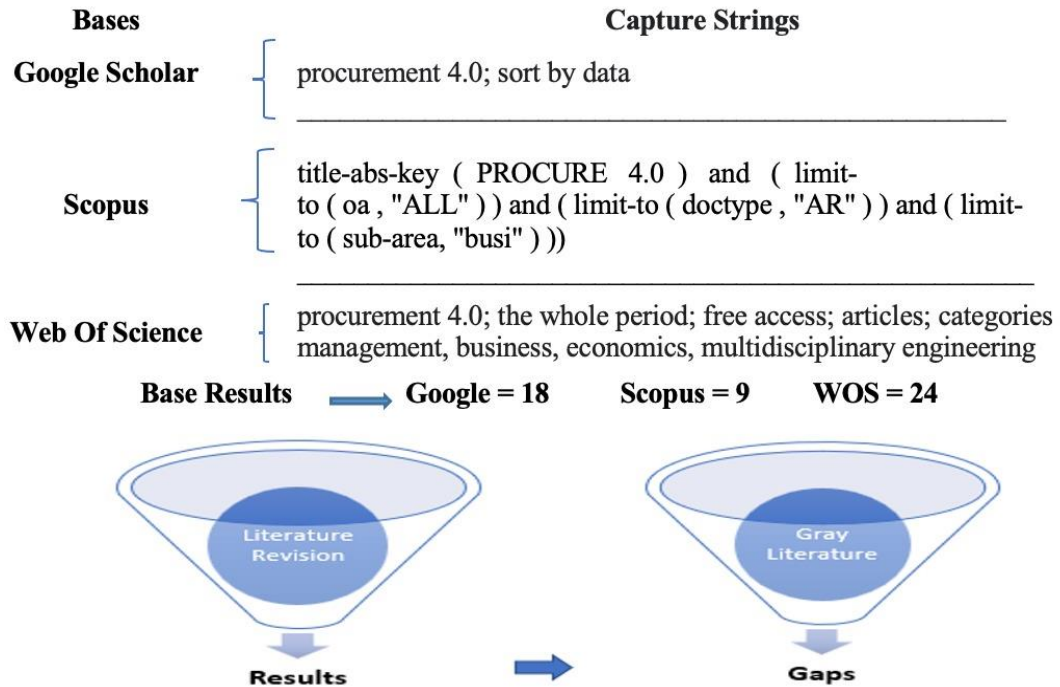 Bases Capture Strings
Google Scholar procurement 4.0; sort by data
title-abs-key ( PROCURE 4.0 ) and ( limit-
Scopus to ( oa , "ALL" ) ) and ( limit-to ( doctype , "AR" ) ) and ( limit-
to ( sub-area, "busi" ) ))
Web Of Science procurement 4.0; the whole period; free access; articles; categories
management, business, economics, multidisciplinary engineering
Base Results Google = 18 Scopus = 9 WOS = 24
Literature
Revision
Gray
Literature
Results Gaps